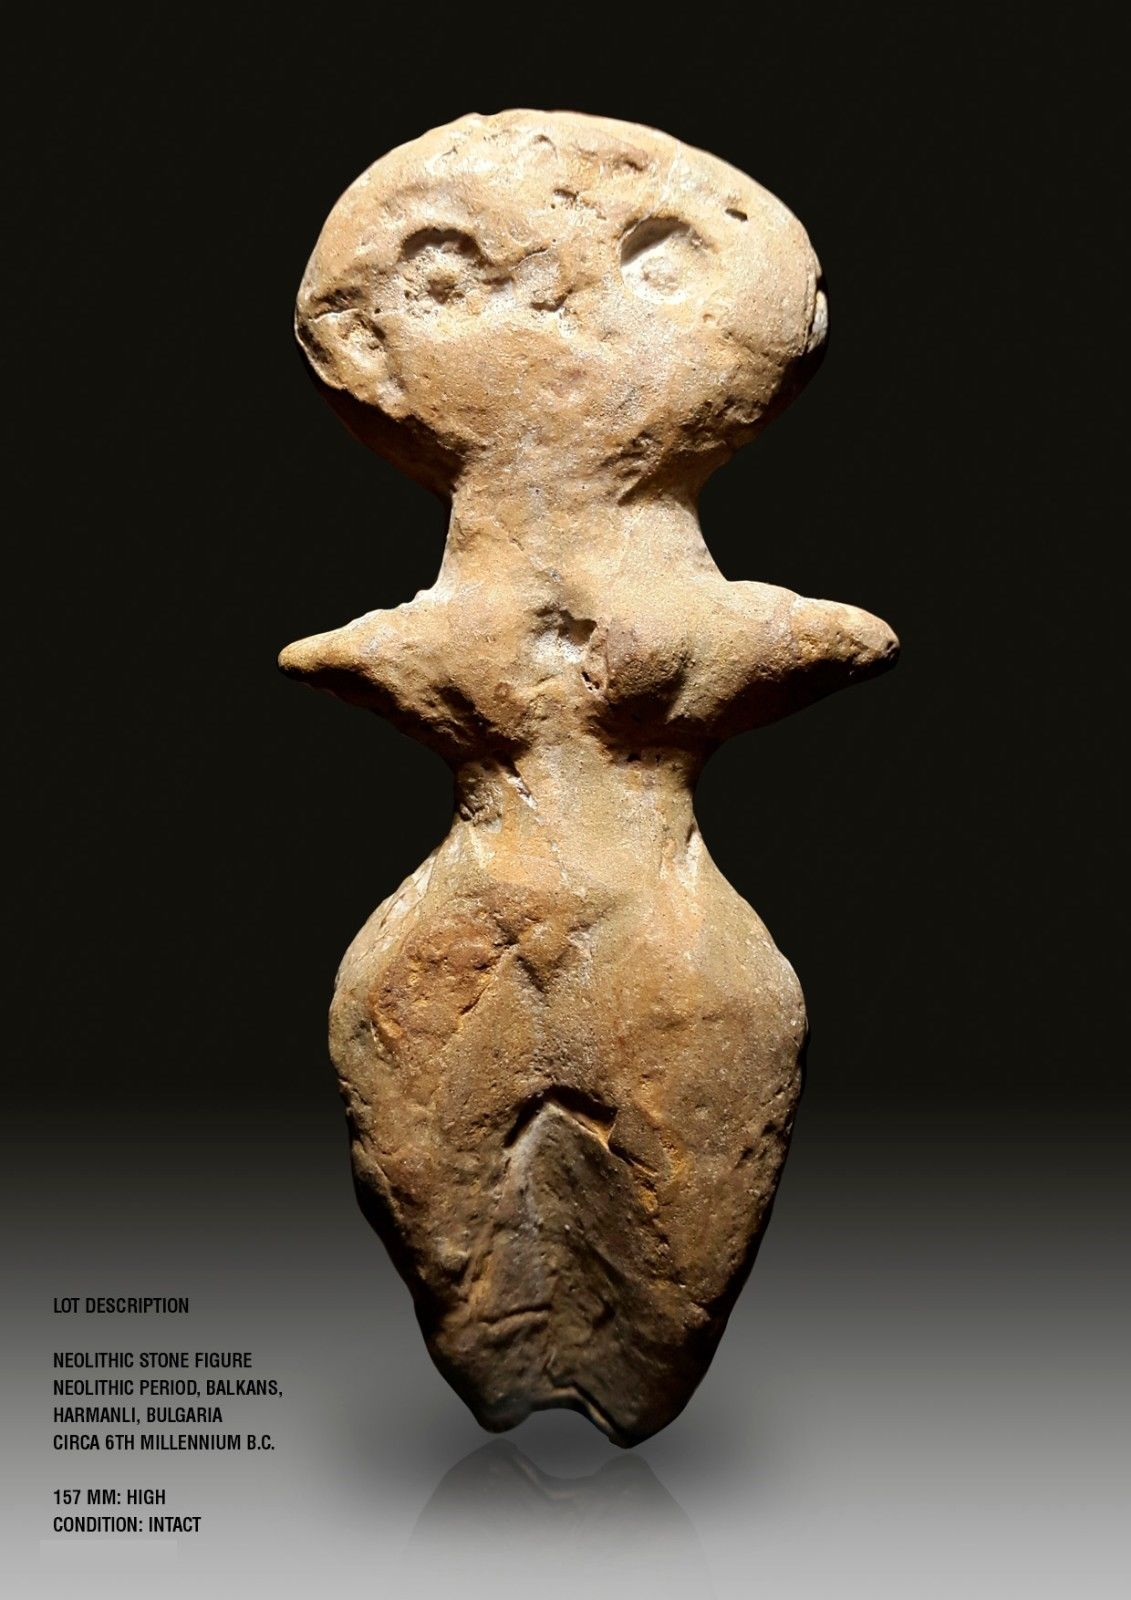 LOT DESCRIPTION
NEOLITHIC STONE FIGURE
NEOLITHIC PERIOD, BALKANS,
HARMANLI, BULGARIA
CIRCA 6TH MILLENNIUM B.C.
157 MM: HIGH
CONDITION: INTACT